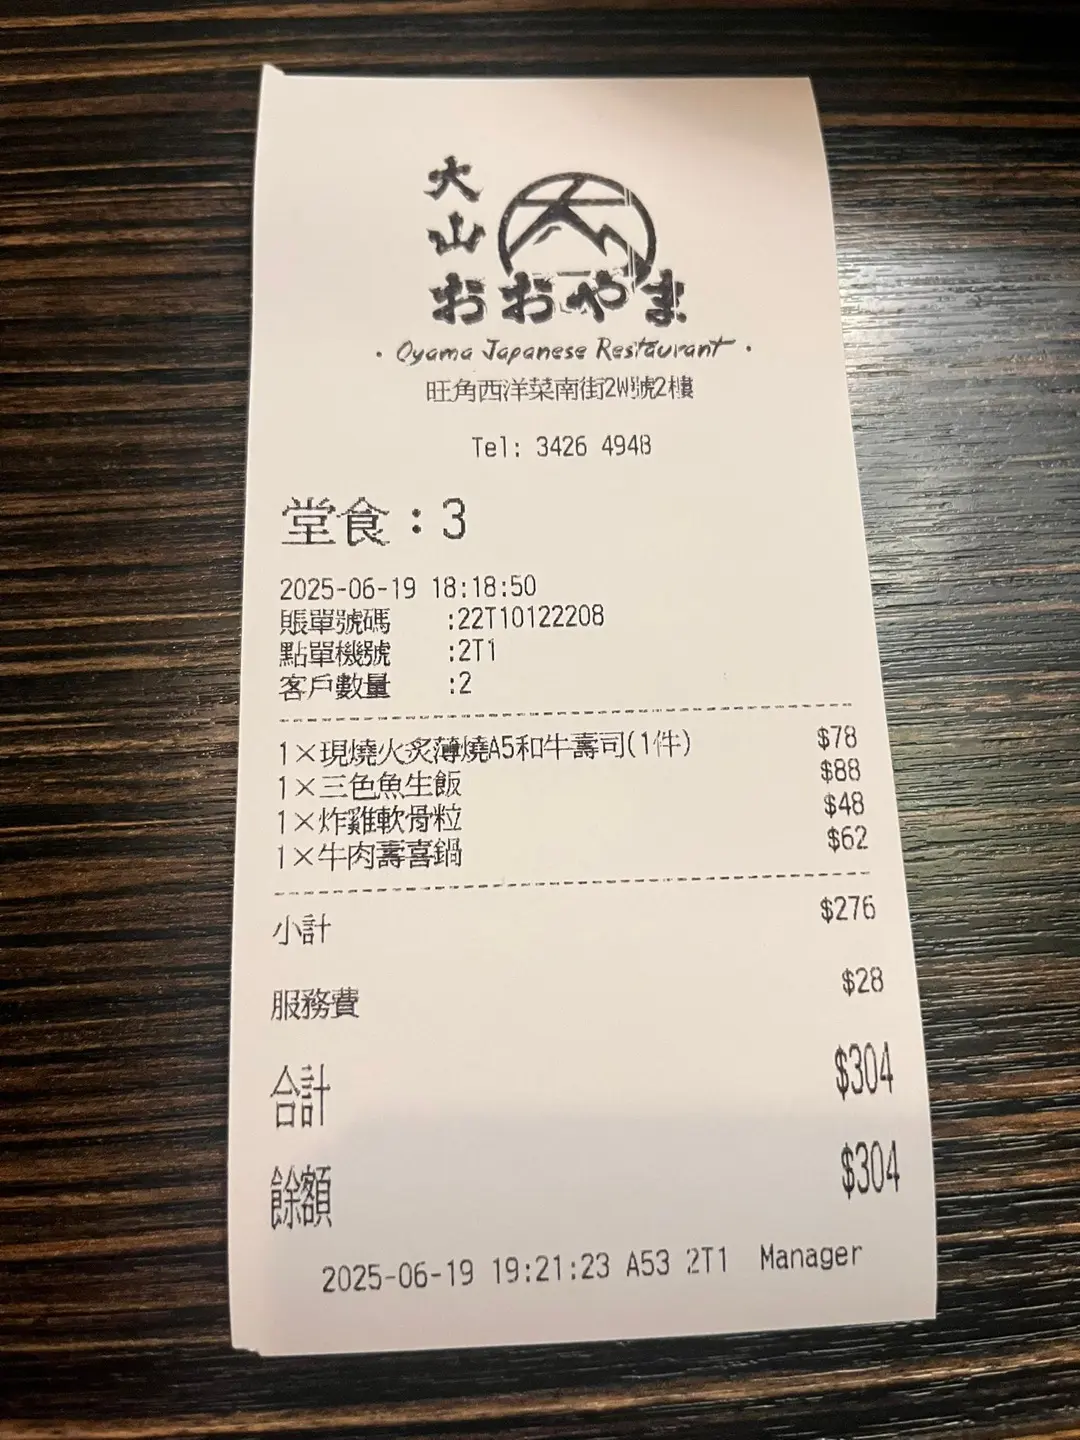 大
山
おおやま
· Oyama Japanese Restaurant ·
旺角西洋菜南街2W號2樓
Tel: 3426 4948
堂食：3
2025-06-19 18:18:50
賬單號碼 :22T10122208
點單機號 :2T1
客戶數量 :2
1×現燒火炙薄燒A5和牛壽司(1件) $78
1×三色魚生飯 $88
1×炸雞軟骨粒 $48
1×牛肉壽喜鍋 $62
小計 $276
服務費 $28
合計 $304
餘額 $304
2025-06-19 19:21:23 A53 2T1 Manager